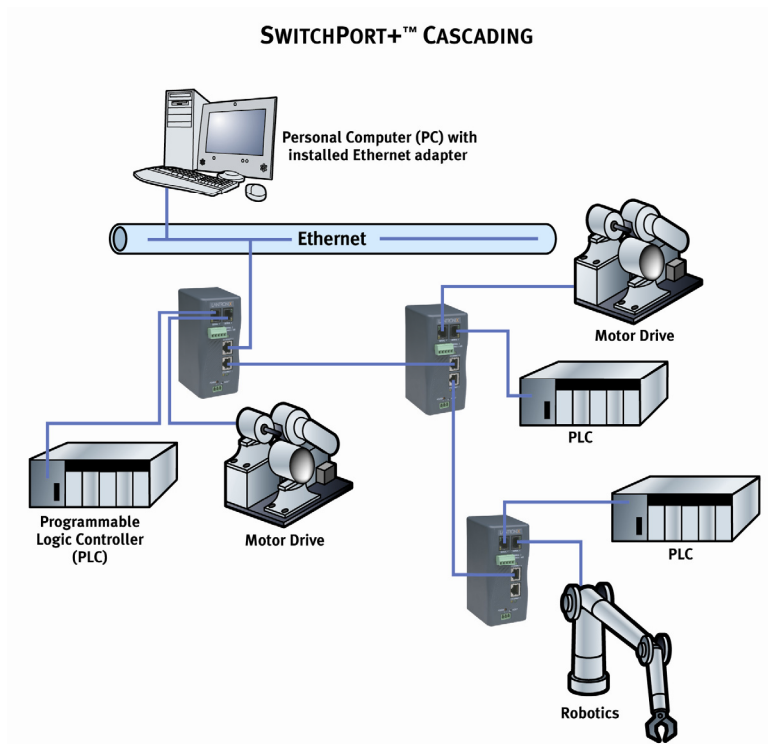 SWITCHPORT+™ CASCADING
Personal Computer (PC) with
installed Ethernet adapter
Ethernet
Motor Drive
PLC
Programmable
Logic Controller
(PLC)
Motor Drive
PLC
Robotics